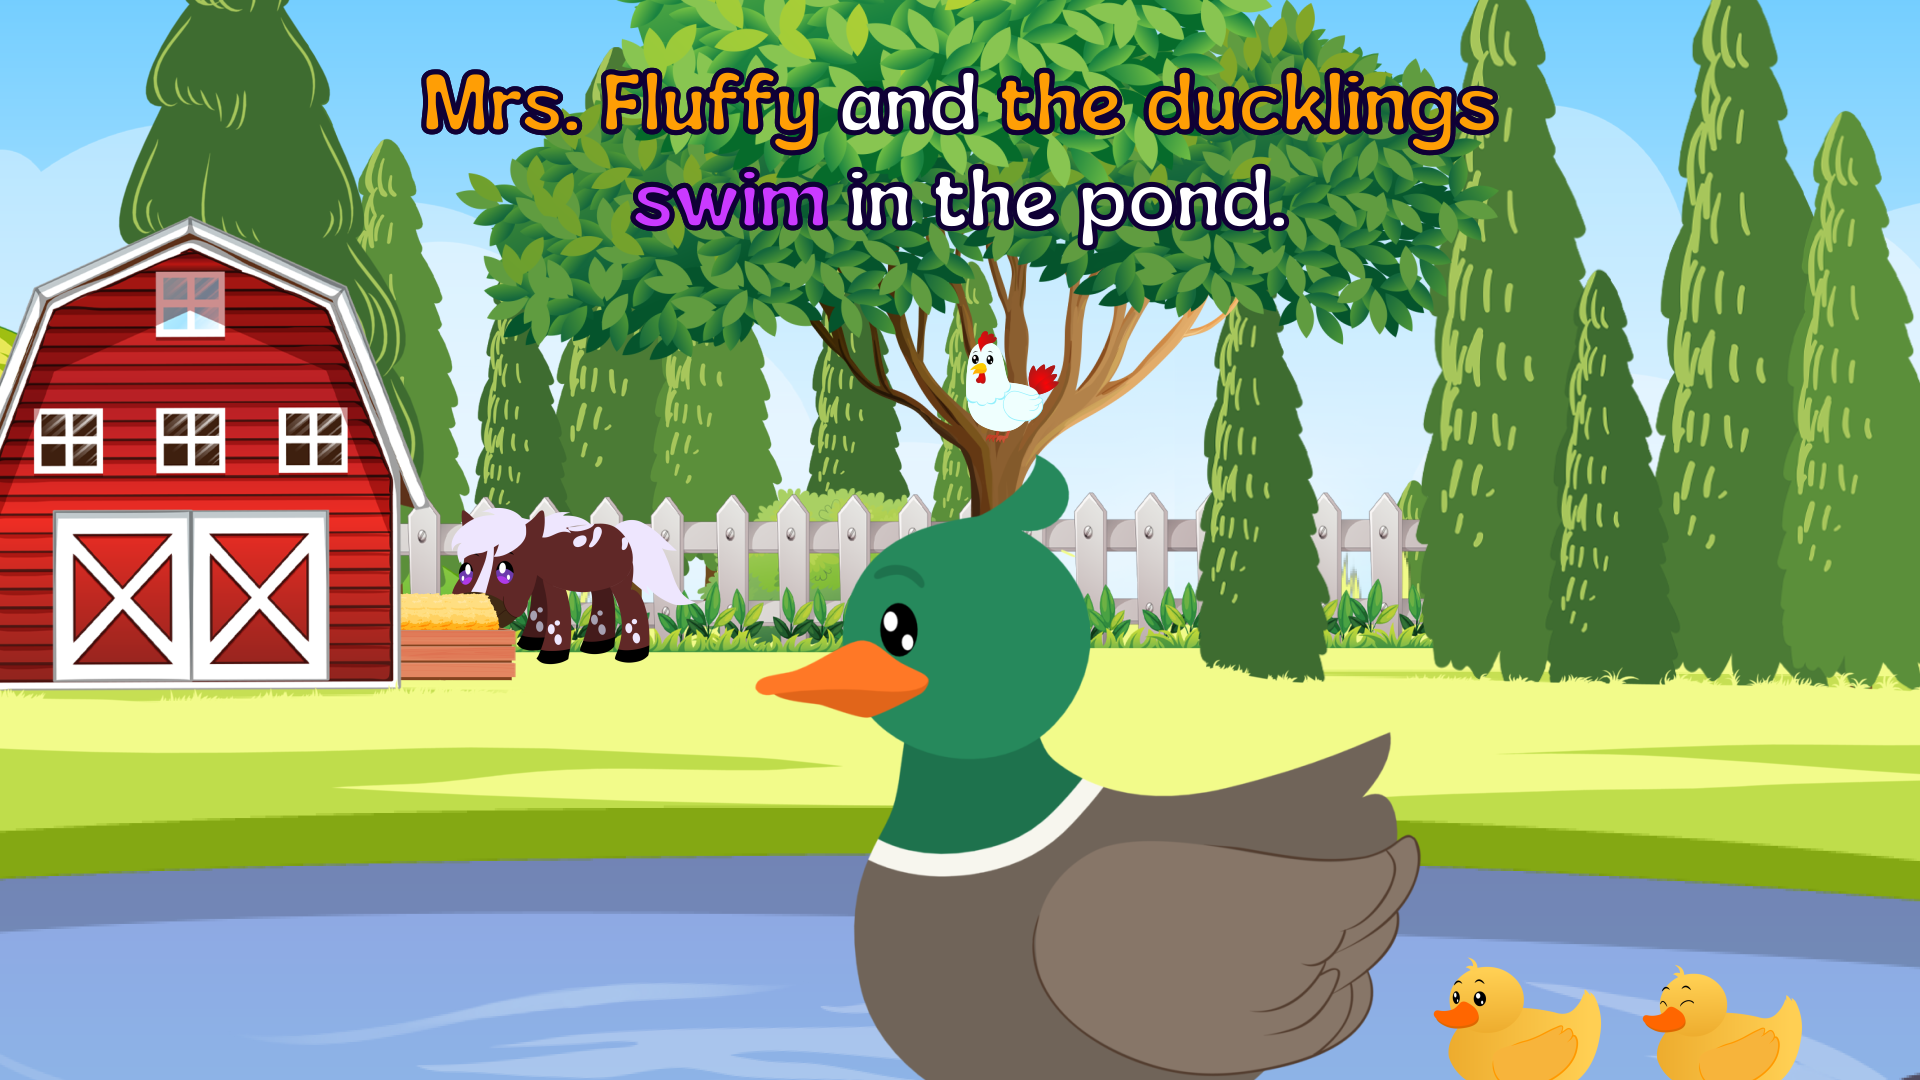 Mrs. Fluffy and the ducklings
swim in the pond.